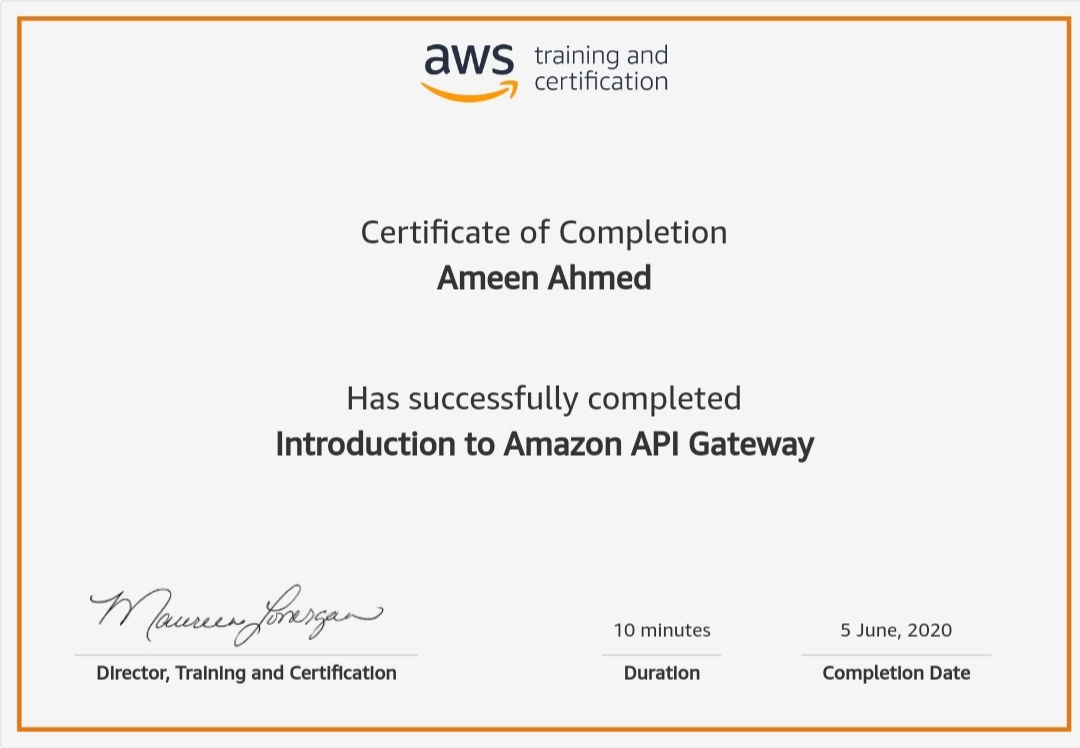 aws training and
certification
Certificate of Completion
Ameen Ahmed
Has successfully completed
Introduction to Amazon API Gateway
Maureen Lonergan
10 minutes
5 June, 2020
Director, Training and Certification
Duration
Completion Date